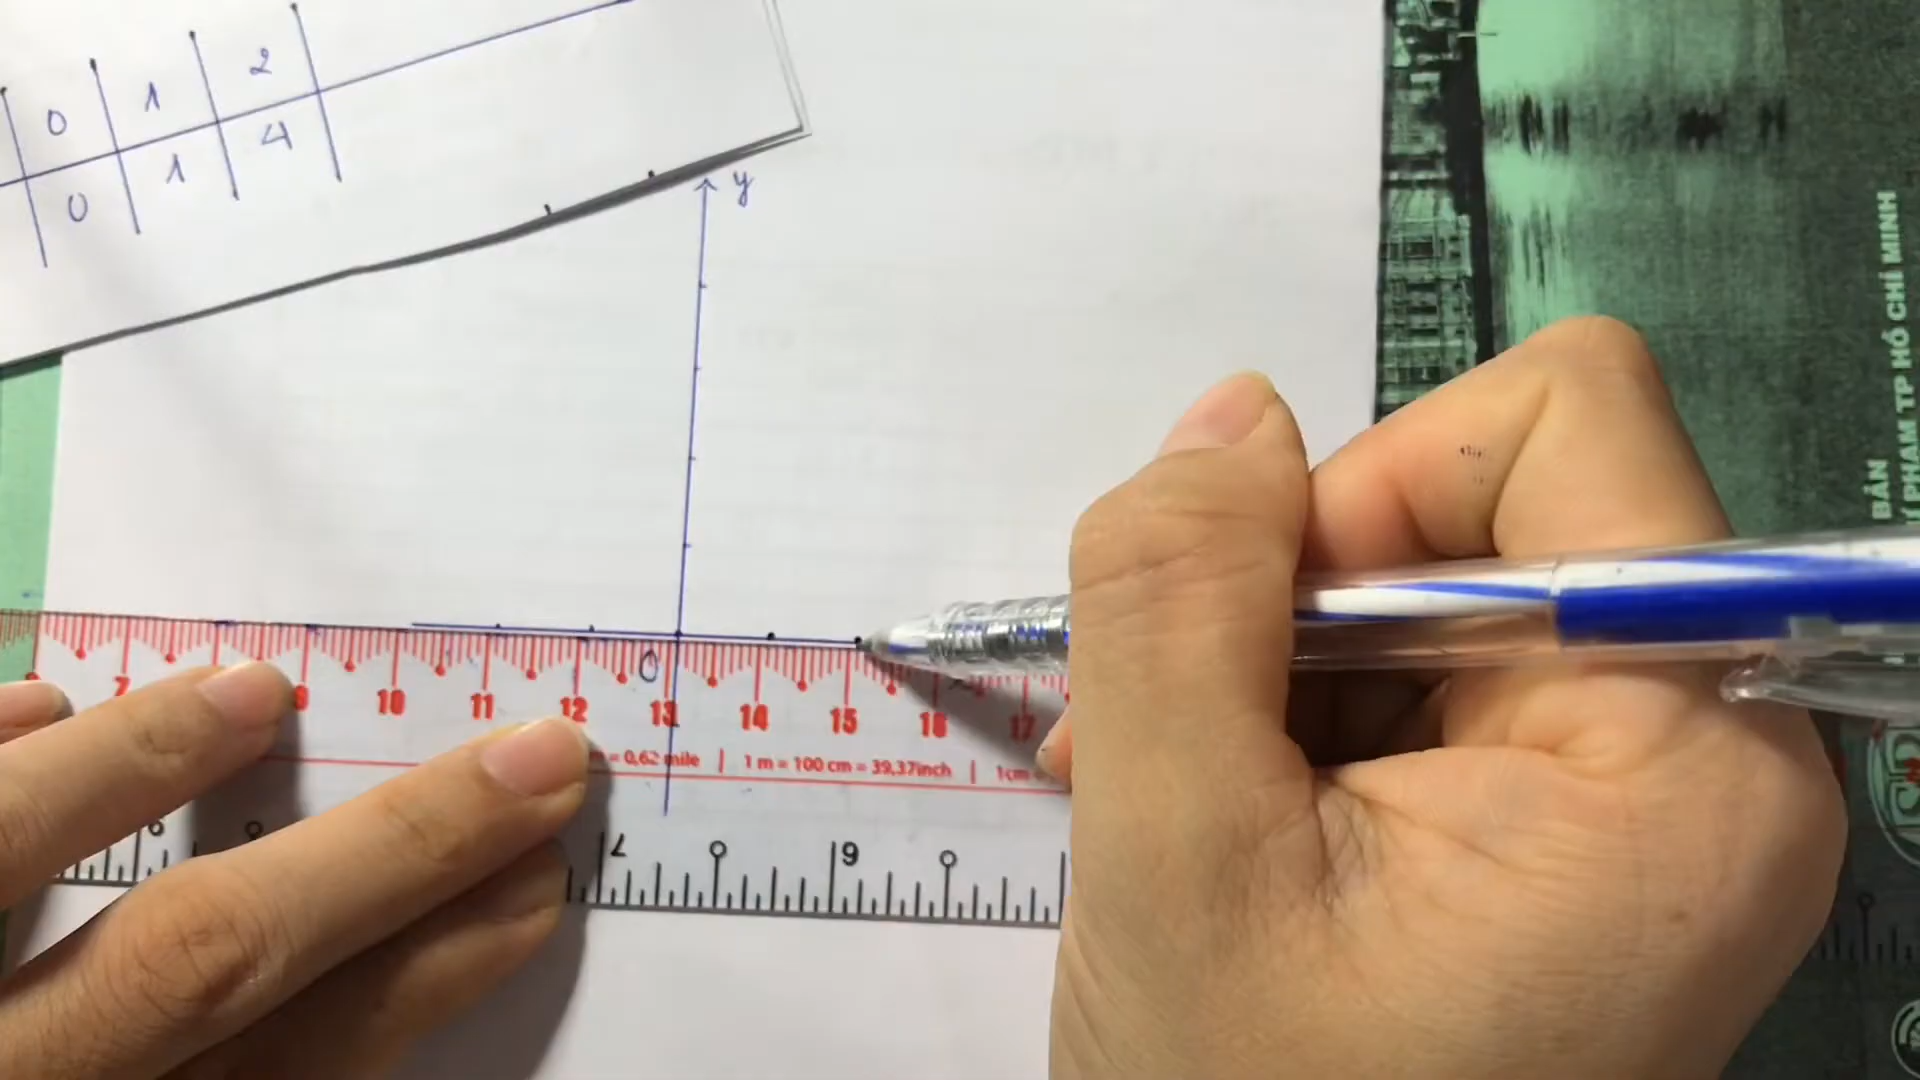 0 1 2
0 1 4
y
O
7 9 10 11 12 13 14 15 16 17
= 0,62 mile | 1 m = 100 cm = 39,37inch | 1cm =
BẢN
PHẠM TP HỒ CHÍ MINH